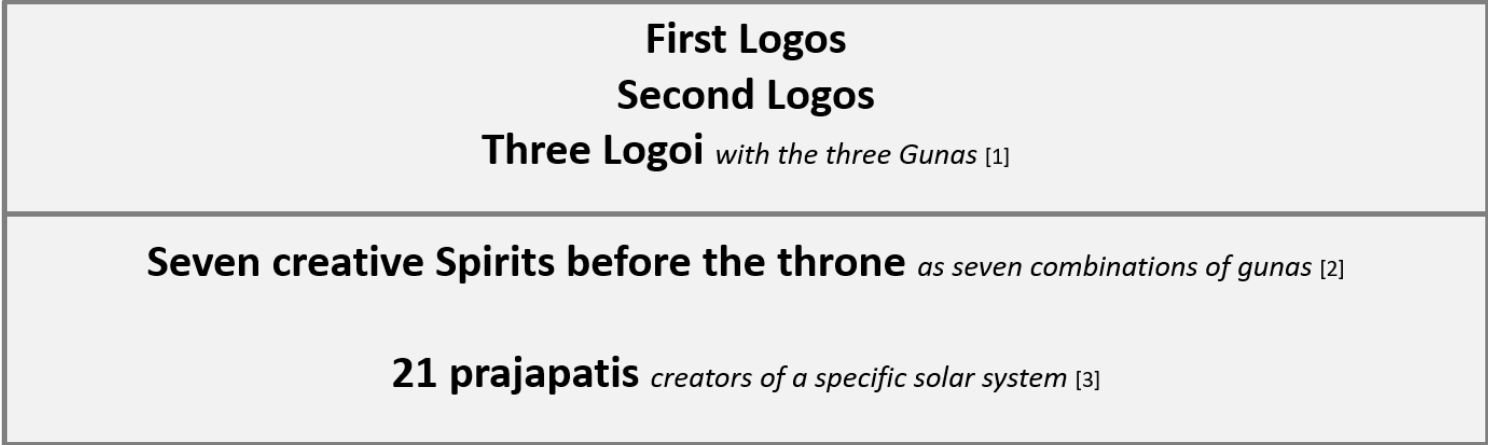 First Logos
Second Logos
Three Logoi with the three Gunas [1]
Seven creative Spirits before the throne as seven combinations of gunas [2]
21 prajapatis creators of a specific solar system [3]